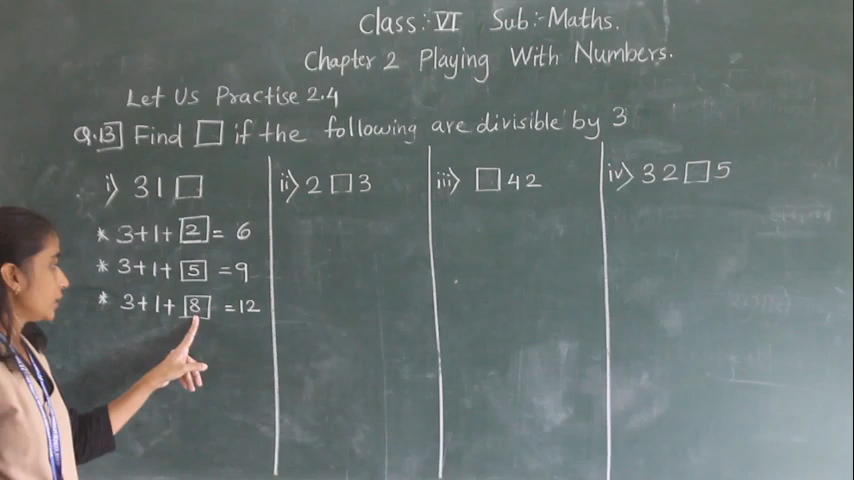 Class:- VI Sub:- Maths.
Chapter 2 Playing With Numbers.
Let Us Practise 2.4
Q.13 Find □ if the following are divisible by 3
i) 31□
* 3+1+2 = 6
* 3+1+5 = 9
* 3+1+8 = 12
ii) 2□3
iii) □42
iv) 32□5